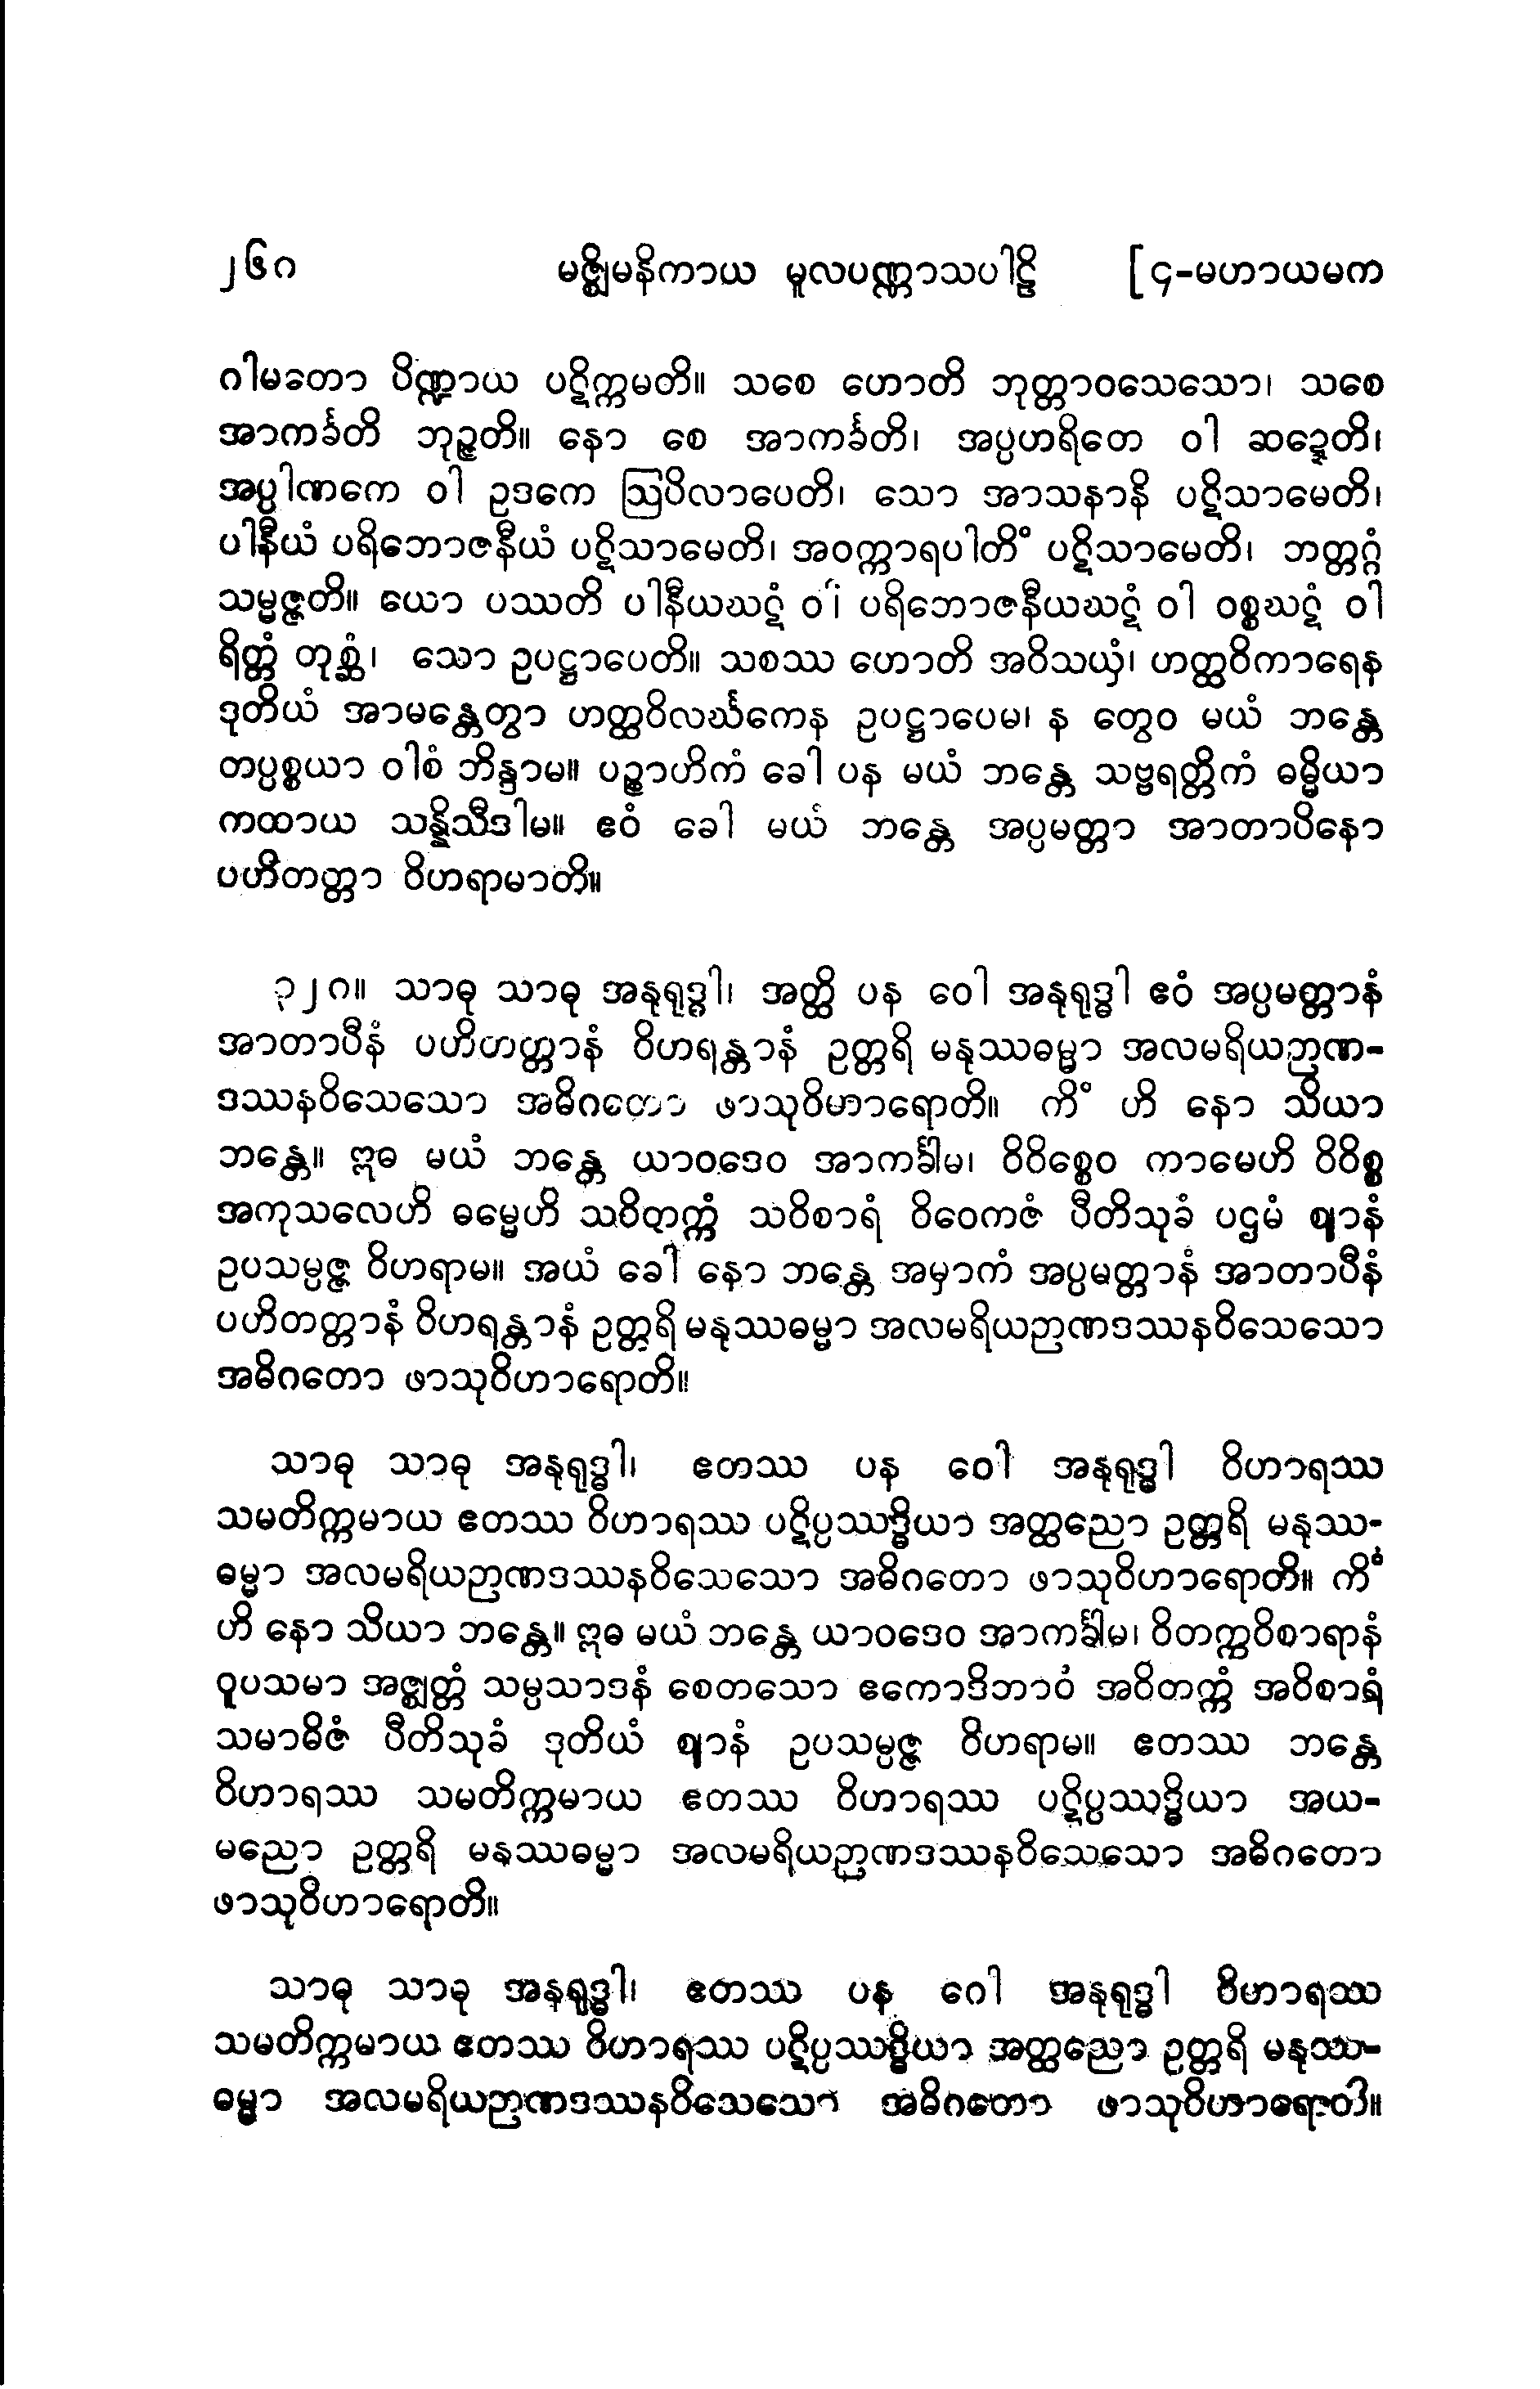 ၂၆၈ မဇ္ဈိမနိကာယ မူလပဏ္ဏာသပါဠိ [၄-မဟာယမက
ဂါမတော ပိဏ္ဍာယ ပဋိက္ကမတိ။ သစေ ဟောတိ ဘုတ္တာဝသေသော၊ သစေ
အာကင်္ခတိ ဘုဉ္ဇတိ။ နော စေ အာကင်္ခတိ၊ အပ္ပဟရိတေ ဝါ ဆဍ္ဍေတိ၊
အပ္ပါဏကေ ဝါ ဥဒကေ ဩပိလာပေတိ၊ သော အာသနာနိ ပဋိသာမေတိ၊
ပါနီယံ ပရိဘောဇနီယံ ပဋိသာမေတိ၊ အဝက္ကာရပါတိံ ပဋိသာမေတိ၊ ဘတ္တဂ္ဂံ
သမ္မဇ္ဇတိ။ ယော ပဿတိ ပါနီယဃဋံ ဝါ ပရိဘောဇနီယဃဋံ ဝါ ဝစ္စဃဋံ ဝါ
ရိတ္တံ တုစ္ဆံ၊ သော ဥပဋ္ဌာပေတိ။ သစဿ ဟောတိ အဝိသယှံ၊ ဟတ္ထဝိကာရေန
ဒုတိယံ အာမန္တေတွာ ဟတ္ထဝိလင်္ဃကေန ဥပဋ္ဌာပေမ၊ န တွေဝ မယံ ဘန္တေ
တပ္ပစ္စယာ ဝါစံ ဘိန္ဒာမ။ ပဉ္စာဟိကံ ခေါ ပန မယံ ဘန္တေ သဗ္ဗရတ္တိကံ ဓမ္မိယာ
ကထာယ သန္နိသီဒါမ။ ဧဝံ ခေါ မယံ ဘန္တေ အပ္ပမတ္တာ အာတာပိနော
ပဟိတတ္တာ ဝိဟရာမာတိ။
၃၂၈။ သာဓု သာဓု အနုရုဒ္ဓါ၊ အတ္ထိ ပန ဝေါ အနုရုဒ္ဓါ ဧဝံ အပ္ပမတ္တာနံ
အာတာပီနံ ပဟိတတ္တာနံ ဝိဟရန္တာနံ ဥတ္တရိ မနုဿဓမ္မာ အလမရိယဉာဏ-
ဒဿနဝိသေသော အဓိဂတော ဖာသုဝိဟာရောတိ။ ကိံ ဟိ နော သိယာ
ဘန္တေ။ ဣဓ မယံ ဘန္တေ ယာဝဒေဝ အာကင်္ခါမ၊ ဝိဝိစ္စေဝ ကာမေဟိ ဝိဝိစ္စ
အကုသလေဟိ ဓမ္မေဟိ သဝိတက္ကံ သဝိစာရံ ဝိဝေကဇံ ပီတိသုခံ ပဌမံ ဈာနံ
ဥပသမ္ပဇ္ဇ ဝိဟရာမ။ အယံ ခေါ နော ဘန္တေ အမှာကံ အပ္ပမတ္တာနံ အာတာပီနံ
ပဟိတတ္တာနံ ဝိဟရန္တာနံ ဥတ္တရိ မနုဿဓမ္မာ အလမရိယဉာဏဒဿနဝိသေသော
အဓိဂတော ဖာသုဝိဟာရောတိ။
သာဓု သာဓု အနုရုဒ္ဓါ၊ ဧတဿ ပန ဝေါ အနုရုဒ္ဓါ ဝိဟာရဿ
သမတိက္ကမာယ ဧတဿ ဝိဟာရဿ ပဋိပ္ပဿဒ္ဓိယာ အတ္ထညော ဥတ္တရိ မနုဿ-
ဓမ္မာ အလမရိယဉာဏဒဿနဝိသေသော အဓိဂတော ဖာသုဝိဟာရောတိ။ ကိံ
ဟိ နော သိယာ ဘန္တေ။ ဣဓ မယံ ဘန္တေ ယာဝဒေဝ အာကင်္ခါမ၊ ဝိတက္ကဝိစာရာနံ
ဝူပသမာ အဇ္ဈတ္တံ သမ္ပသာဒနံ စေတသော ဧကောဒိဘာဝံ အဝိတက္ကံ အဝိစာရံ
သမာဓိဇံ ပီတိသုခံ ဒုတိယံ ဈာနံ ဥပသမ္ပဇ္ဇ ဝိဟရာမ။ ဧတဿ ဘန္တေ
ဝိဟာရဿ သမတိက္ကမာယ ဧတဿ ဝိဟာရဿ ပဋိပ္ပဿဒ္ဓိယာ အယ-
မညော ဥတ္တရိ မနုဿဓမ္မာ အလမရိယဉာဏဒဿနဝိသေသော အဓိဂတော
ဖာသုဝိဟာရောတိ။
သာဓု သာဓု အနုရုဒ္ဓါ၊ ဧတဿ ပန ဝေါ အနုရုဒ္ဓါ ဝိဟာရဿ
သမတိက္ကမာယ ဧတဿ ဝိဟာရဿ ပဋိပ္ပဿဒ္ဓိယာ အတ္ထညော ဥတ္တရိ မနုဿ-
ဓမ္မာ အလမရိယဉာဏဒဿနဝိသေသော အဓိဂတော ဖာသုဝိဟာရောတိ။